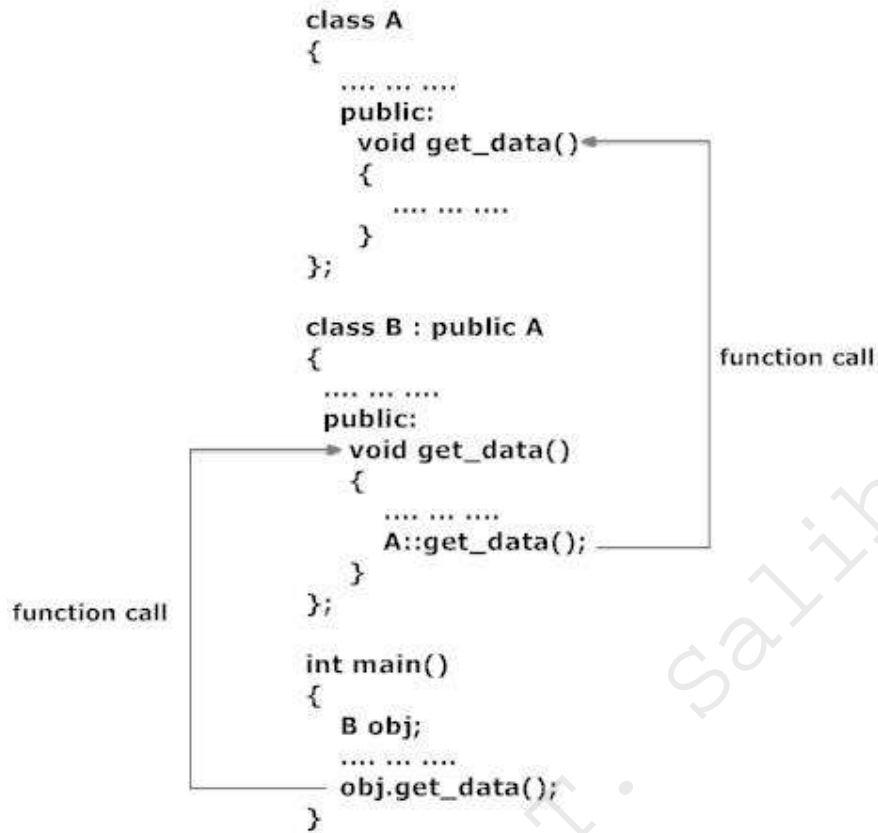 class A
{
.... ... ....
public:
void get_data()
{
.... ... ....
}
};
class B : public A
{
function call
.... ... ....
public:
void get_data()
{
.... ... ....
A::get_data();
}
};
function call
int main()
{
B obj;
.... ... ....
obj.get_data();
}
T. Salih